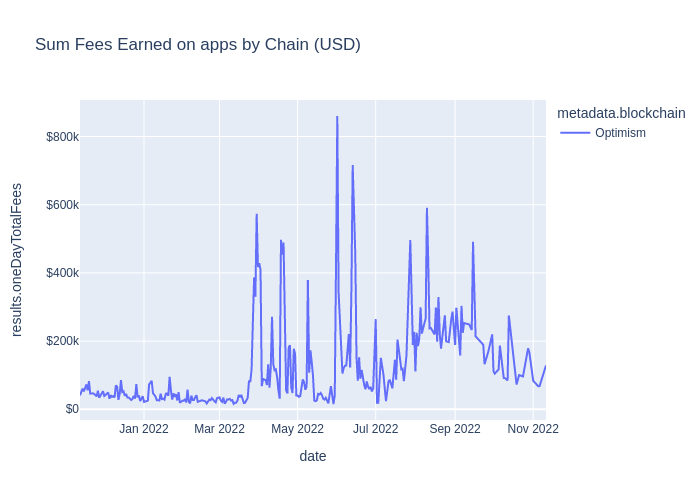 Sum Fees Earned on apps by Chain (USD)
metadata.blockchain
Optimism
results.oneDayTotalFees
$800k
$600k
$400k
$200k
$0
Jan 2022
Mar 2022
May 2022
Jul 2022
Sep 2022
Nov 2022
date